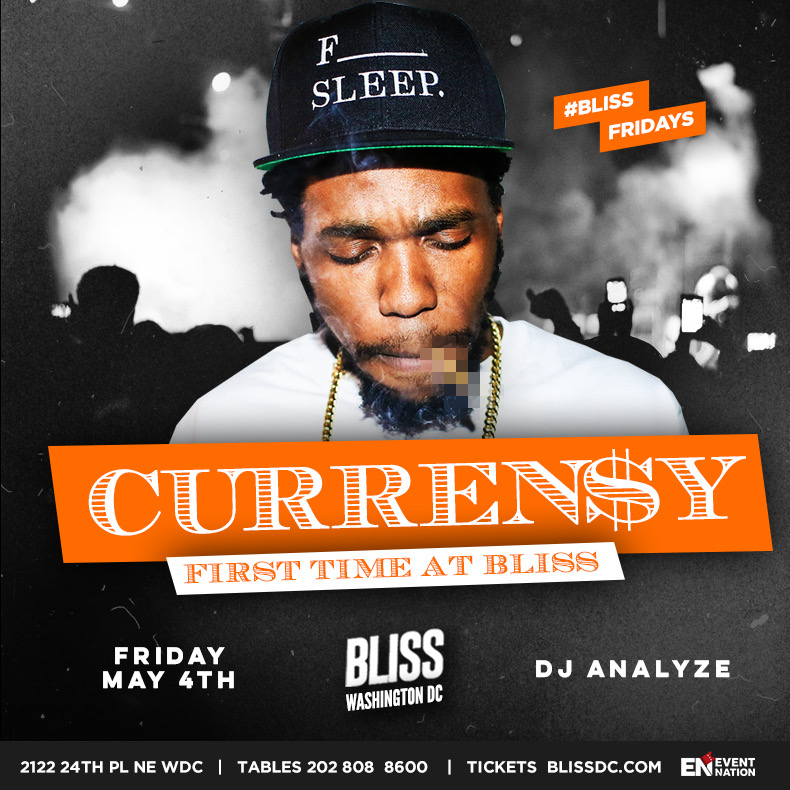 F____
SLEEP.
#BLISS
FRIDAYS
CURREN$Y
FIRST TIME AT BLISS
FRIDAY
MAY 4TH
BLISS
WASHINGTON DC
DJ ANALYZE
2122 24TH PL NE WDC | TABLES 202 808 8600 | TICKETS BLISSDC.COM
EN EVENT
NATION